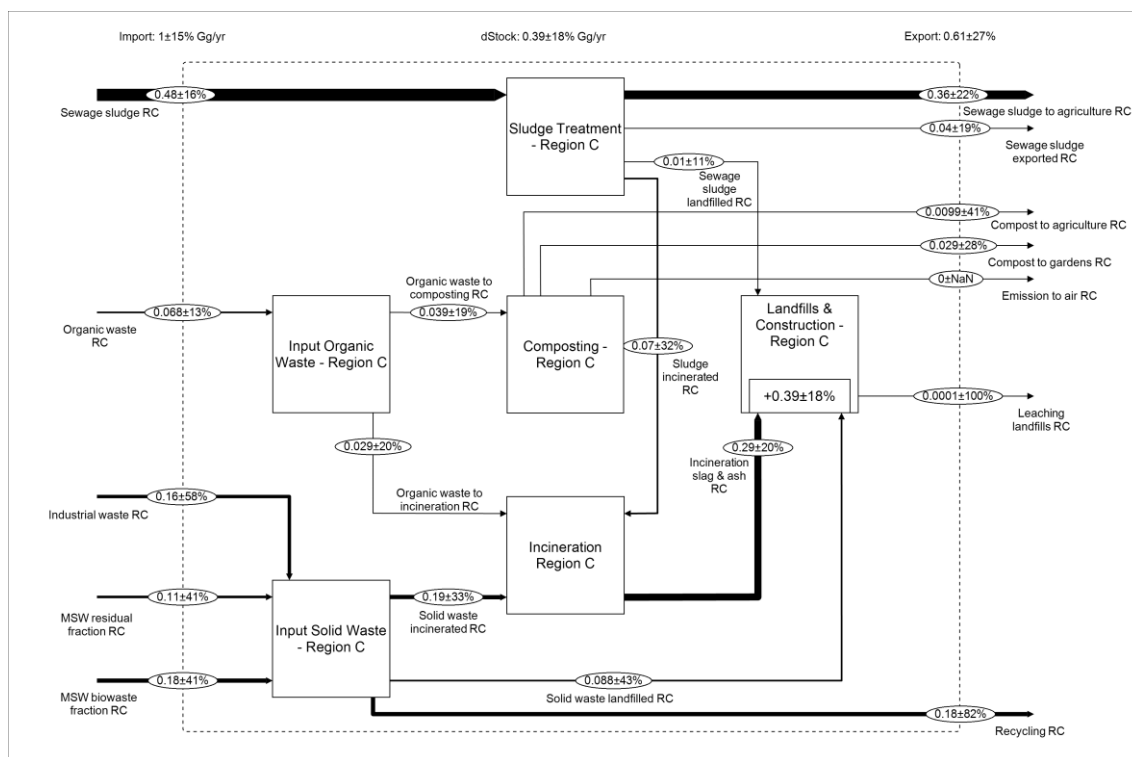 Import: 1±15% Gg/yr
dStock: 0.39±18% Gg/yr
Export: 0.61±27%
0.48±16%
Sewage sludge RC
Sludge Treatment
- Region C
0.36±22%
Sewage sludge to agriculture RC
0.04±19%
Sewage sludge
exported RC
0.01±11%
Sewage
sludge
landfilled RC
0.0099±41%
Compost to agriculture RC
0.029±28%
Compost to gardens RC
0±NaN
Emission to air RC
0.068±13%
Organic waste
RC
Input Organic
Waste - Region C
Organic waste to
composting RC
0.039±19%
Composting -
Region C
0.07±32%
Sludge
incinerated
RC
Landfills &
Construction -
Region C
+0.39±18%
0.0001±100%
Leaching
landfills RC
0.029±20%
Organic waste to
incineration RC
0.29±20%
Incineration
slag & ash
RC
0.16±58%
Industrial waste RC
Incineration
Region C
0.11±41%
MSW residual
fraction RC
Input Solid Waste
- Region C
0.19±33%
Solid waste
incinerated RC
0.18±41%
MSW biowaste
fraction RC
0.088±43%
Solid waste landfilled RC
0.18±82%
Recycling RC